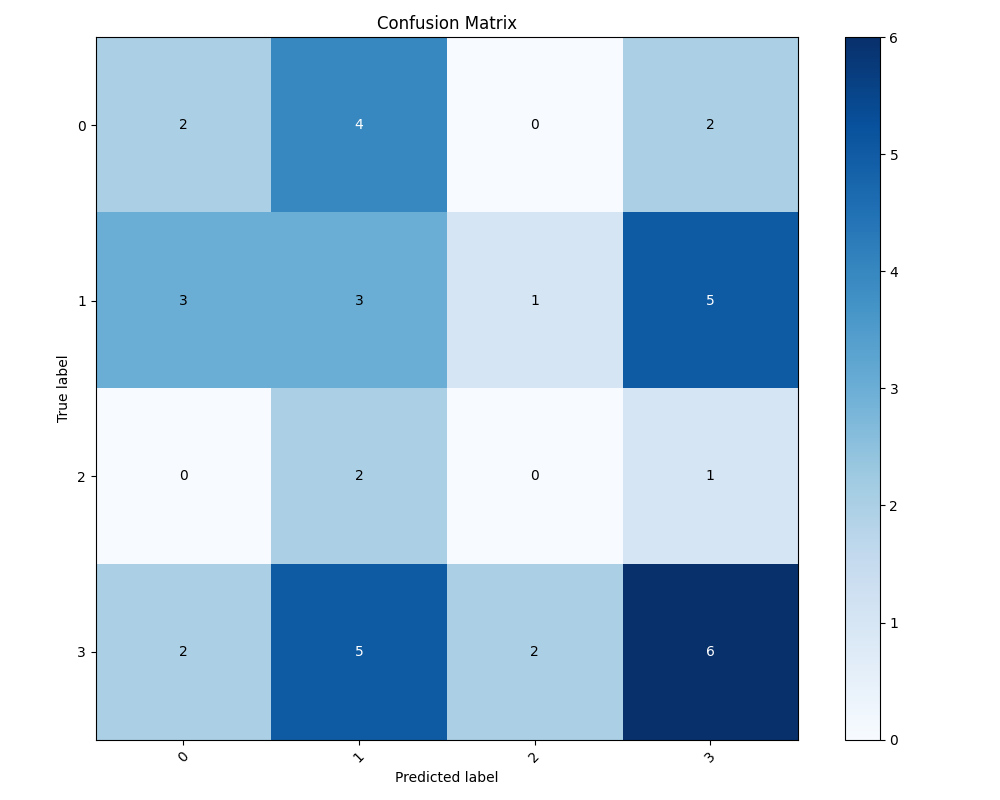 Confusion Matrix
0 2 4 0 2
1 3 3 1 5
2 0 2 0 1
3 2 5 2 6
0 1 2 3
True label
Predicted label
6
5
4
3
2
1
0